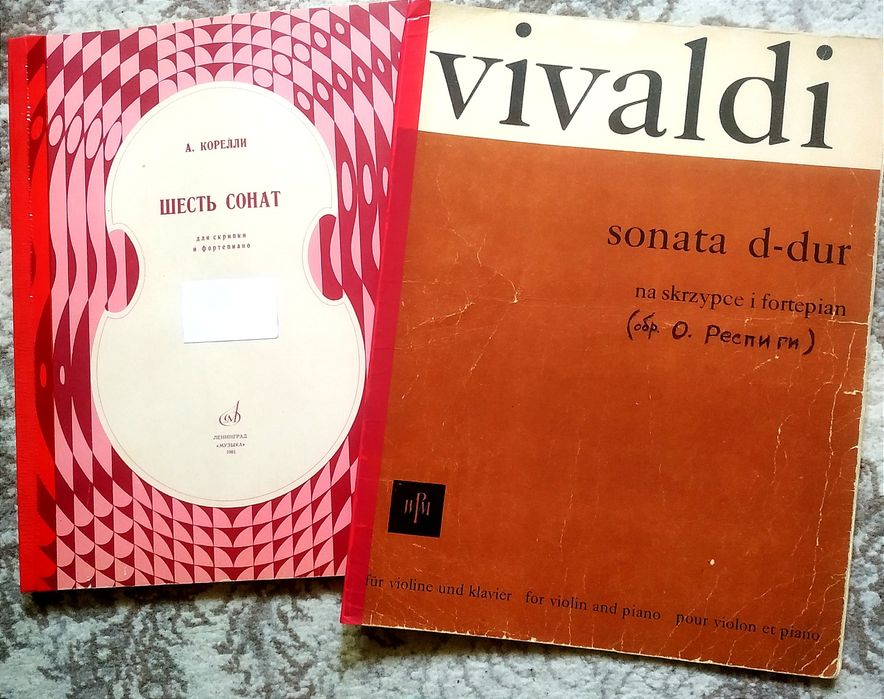 А. КОРЕЛЛИ
ШЕСТЬ СОНАТ
для скрипки
и фортепиано
ЛЕНИНГРАД
«МУЗЫКА»
1981
vivaldi
sonata d-dur
na skrzypce i fortepian
(обр. О. Респиги)
für violine und klavier for violin and piano pour violon et piano